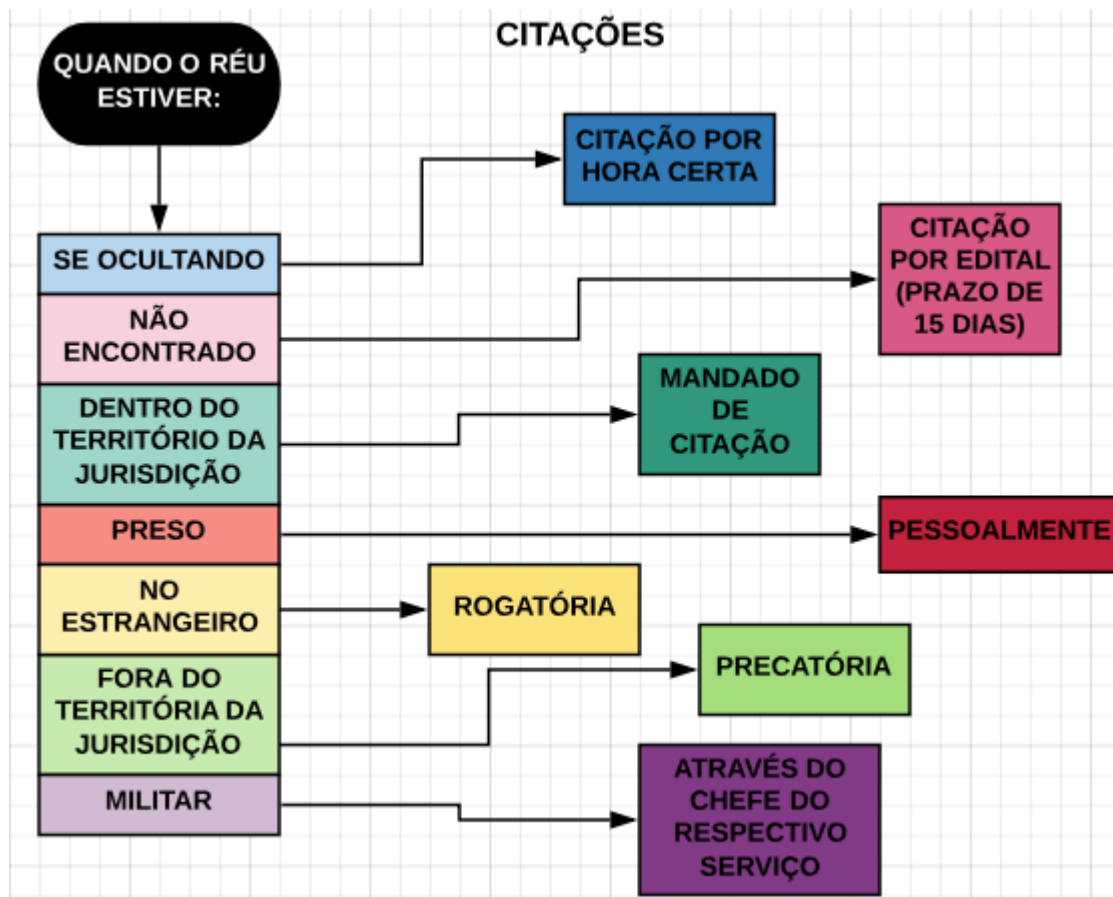 CITAÇÕES
QUANDO O RÉU
ESTIVER:
SE OCULTANDO
CITAÇÃO POR
HORA CERTA
NÃO
ENCONTRADO
CITAÇÃO
POR EDITAL
(PRAZO DE
15 DIAS)
DENTRO DO
TERRITÓRIO DA
JURISDIÇÃO
MANDADO
DE
CITAÇÃO
PRESO
PESSOALMENTE
NO
ESTRANGEIRO
ROGATÓRIA
FORA DO
TERRITÓRIA DA
JURISDIÇÃO
PRECATÓRIA
MILITAR
ATRAVÉS DO
CHEFE DO
RESPECTIVO
SERVIÇO